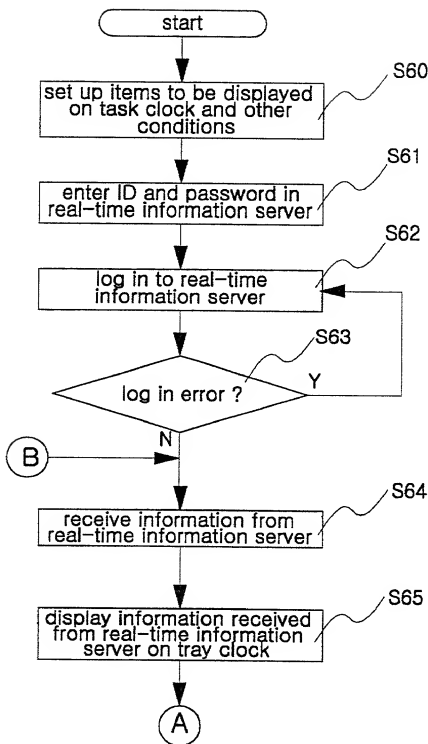 start
S60
set up items to be displayed
on task clock and other
conditions
S61
enter ID and password in
real-time information server
S62
log in to real-time
information server
S63
log in error ?
Y
N
B
S64
receive information from
real-time information server
S65
display information received
from real-time information
server on tray clock
A